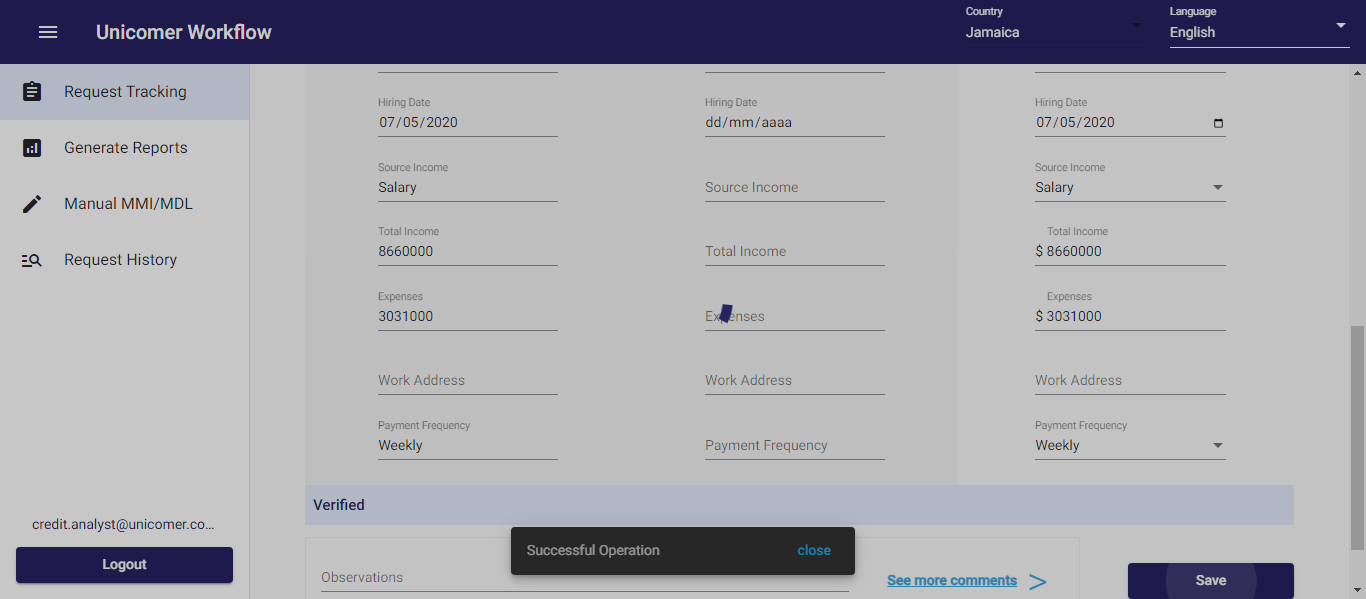 Unicomer Workflow
Country
Jamaica
Language
English
Request Tracking
Generate Reports
Manual MMI/MDL
Request History
credit.analyst@unicomer.co...
Logout
Hiring Date Hiring Date Hiring Date
07/05/2020 dd/mm/aaaa 07/05/2020
Source Income Source Income
Salary Source Income Salary
Total Income Total Income
8660000 Total Income $ 8660000
Expenses Expenses
3031000 Expenses $ 3031000
Work Address Work Address Work Address
Payment Frequency Payment Frequency
Weekly Payment Frequency Weekly
Verified
Successful Operation close
Observations
See more comments
Save